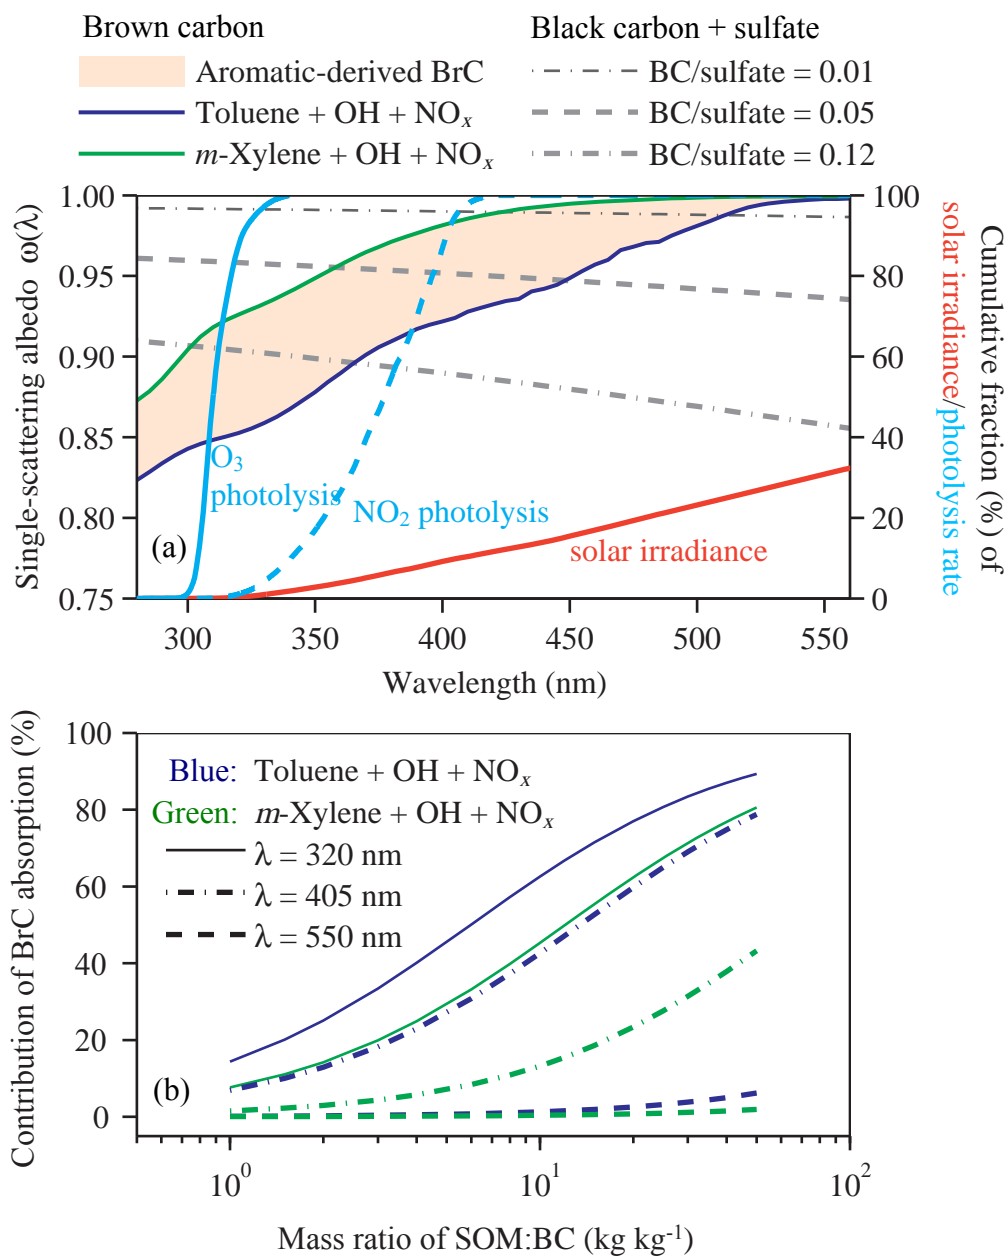 Brown carbon
Aromatic-derived BrC
Toluene + OH + NOₓ
m-Xylene + OH + NOₓ
Black carbon + sulfate
BC/sulfate = 0.01
BC/sulfate = 0.05
BC/sulfate = 0.12
Single-scattering albedo ω(λ)
1.00
0.95
0.90
0.85
0.80
0.75
O₃
photolysis
NO₂ photolysis
solar irradiance
(a)
100
80
60
40
20
0
Cumulative fraction (%) of
solar irradiance/photolysis rate
300
350
400
450
500
550
Wavelength (nm)
Contribution of BrC absorption (%)
100
80
60
40
20
0
Blue: Toluene + OH + NOₓ
Green: m-Xylene + OH + NOₓ
λ = 320 nm
λ = 405 nm
λ = 550 nm
(b)
10⁰
10¹
10²
Mass ratio of SOM:BC (kg kg⁻¹)